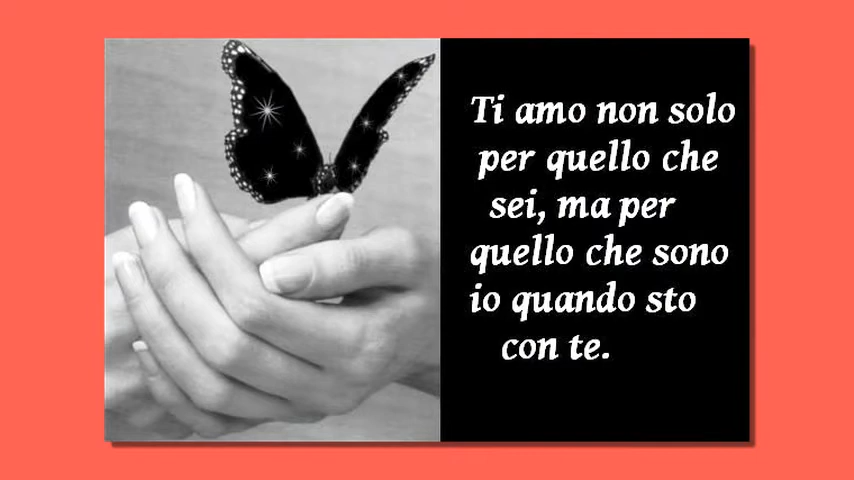 Ti amo non solo
per quello che
sei, ma per
quello che sono
io quando sto
con te.